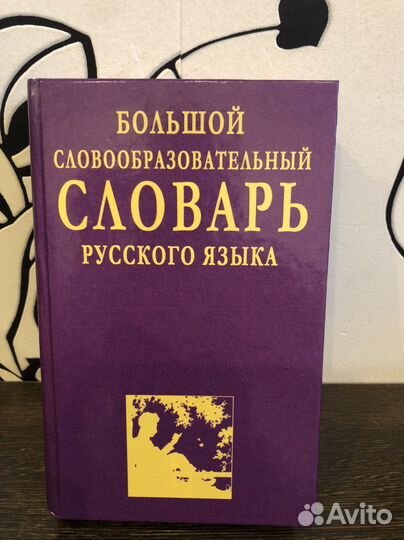 БОЛЬШОЙ
СЛОВООБРАЗОВАТЕЛЬНЫЙ
СЛОВАРЬ
РУССКОГО ЯЗЫКА
Avito